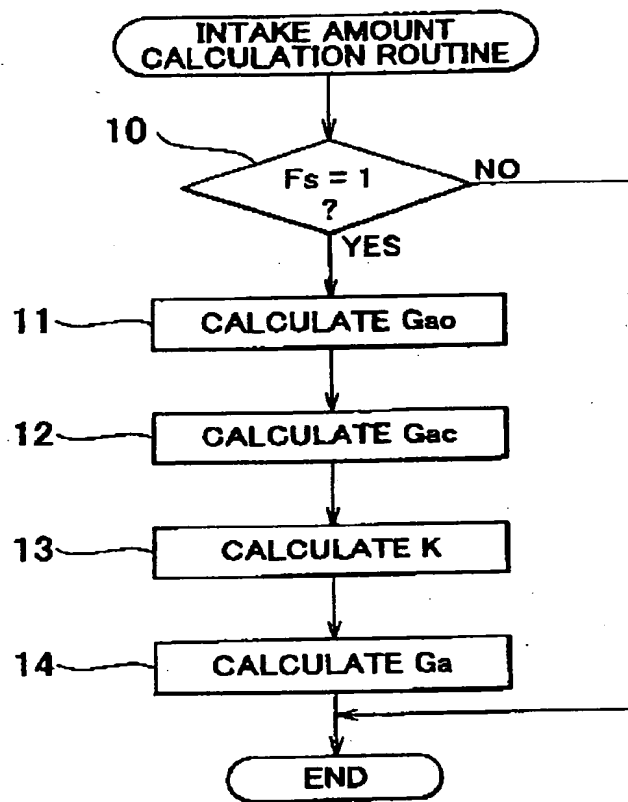 INTAKE AMOUNT
CALCULATION ROUTINE
10
Fs = 1
?
NO
YES
11
CALCULATE Gao
12
CALCULATE Gac
13
CALCULATE K
14
CALCULATE Ga
END